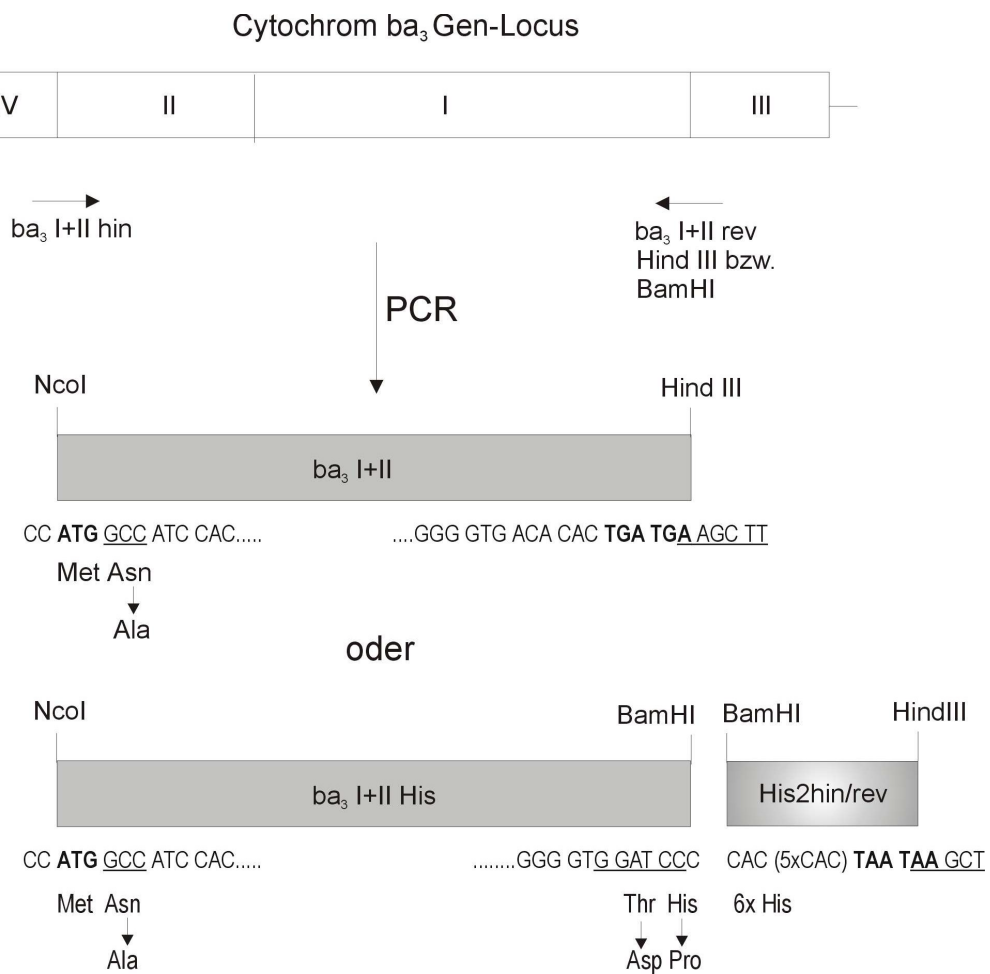 Cytochrom ba₃ Gen-Locus
V II I III
ba₃ I+II hin
ba₃ I+II rev
Hind III bzw.
BamHI
PCR
NcoI Hind III
ba₃ I+II
CC ATG GCC ATC CAC..... ....GGG GTG ACA CAC TGA TGA AGC TT
Met Asn
Ala
oder
NcoI BamHI BamHI HindIII
ba₃ I+II His His2hin/rev
CC ATG GCC ATC CAC..... ........GGG GTG GAT CCC CAC (5xCAC) TAA TAA GCT
Met Asn Thr His 6x His
Ala Asp Pro